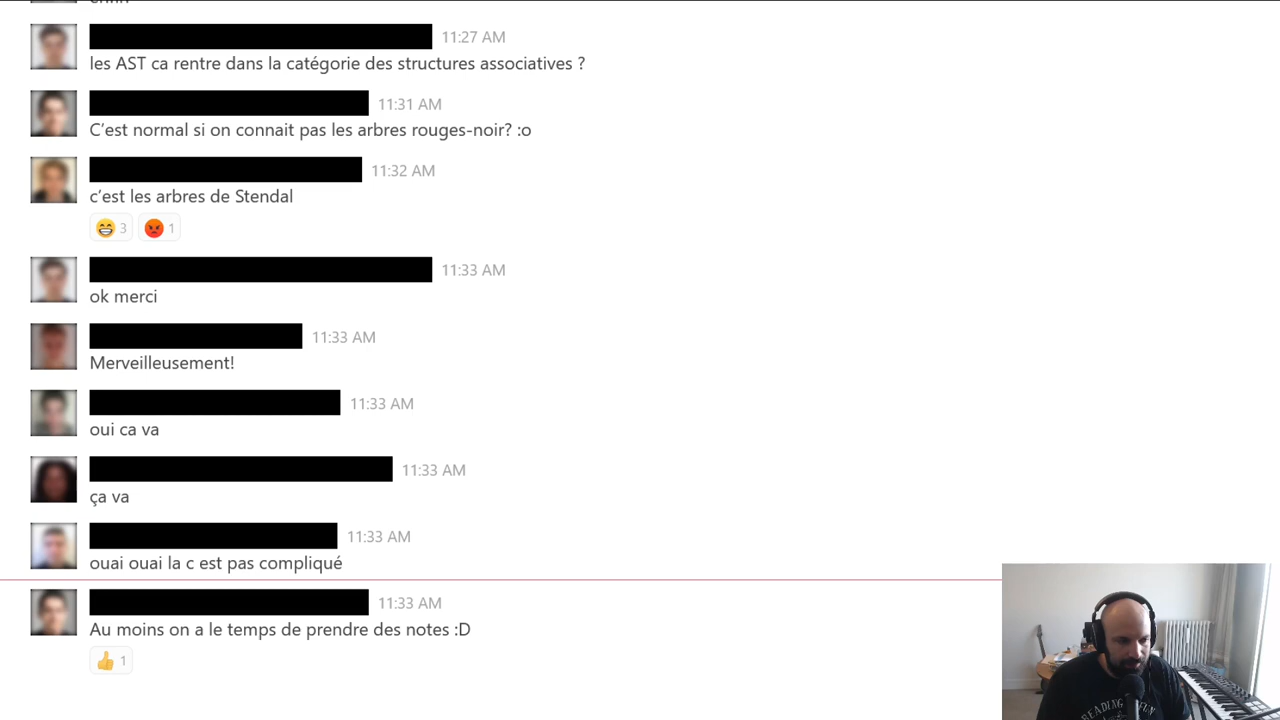 11:27 AM
les AST ca rentre dans la catégorie des structures associatives ?
11:31 AM
C'est normal si on connait pas les arbres rouges-noir? :o
11:32 AM
c'est les arbres de Stendal
3 1
11:33 AM
ok merci
11:33 AM
Merveilleusement!
11:33 AM
oui ca va
11:33 AM
ça va
11:33 AM
ouai ouai la c est pas compliqué
11:33 AM
Au moins on a le temps de prendre des notes :D
1
READING